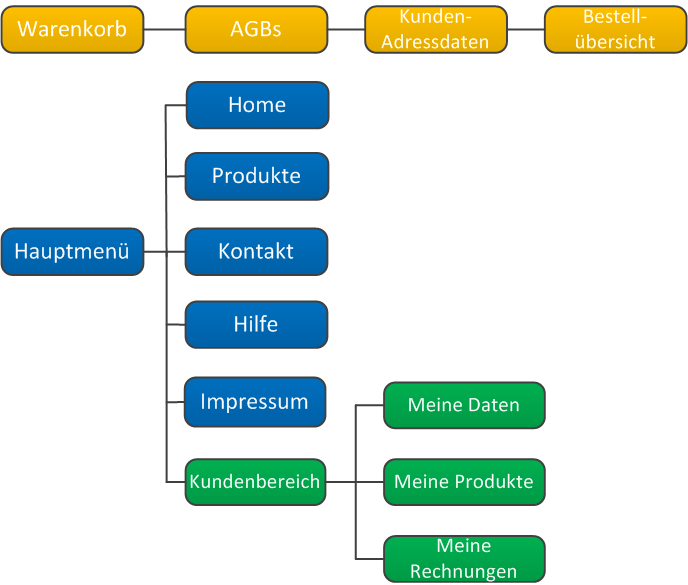 Warenkorb
AGBs
Kunden-
Adressdaten
Bestell-
übersicht
Home
Produkte
Hauptmenü
Kontakt
Hilfe
Impressum
Meine Daten
Kundenbereich
Meine Produkte
Meine
Rechnungen